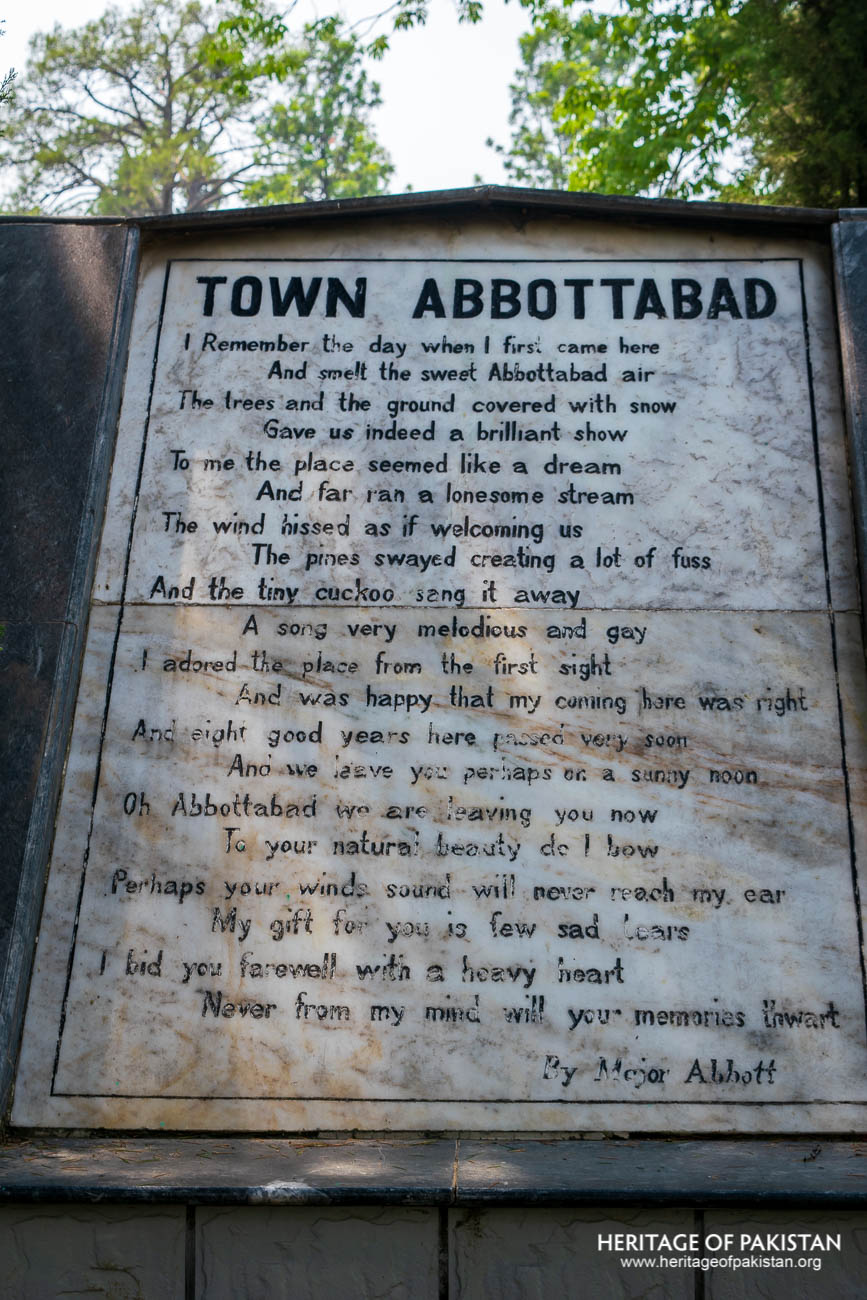 TOWN ABBOTTABAD
I Remember the day when I first came here
And smelt the sweet Abbottabad air
The trees and the ground covered with snow
Gave us indeed a brilliant show
To me the place seemed like a dream
And far ran a lonesome stream
The wind hissed as if welcoming us
The pines swayed creating a lot of fuss
And the tiny cuckoo sang it away
A song very melodious and gay
I adored the place from the first sight
And was happy that my coming here was right
And eight good years here passed very soon
And we leave you perhaps on a sunny noon
Oh Abbottabad we are leaving you now
To your natural beauty do I bow
Perhaps your winds sound will never reach my ear
My gift for you is few sad tears
I bid you farewell with a heavy heart
Never from my mind will your memories thwart
By Major Abbott
HERITAGE OF PAKISTAN
www.heritageofpakistan.org